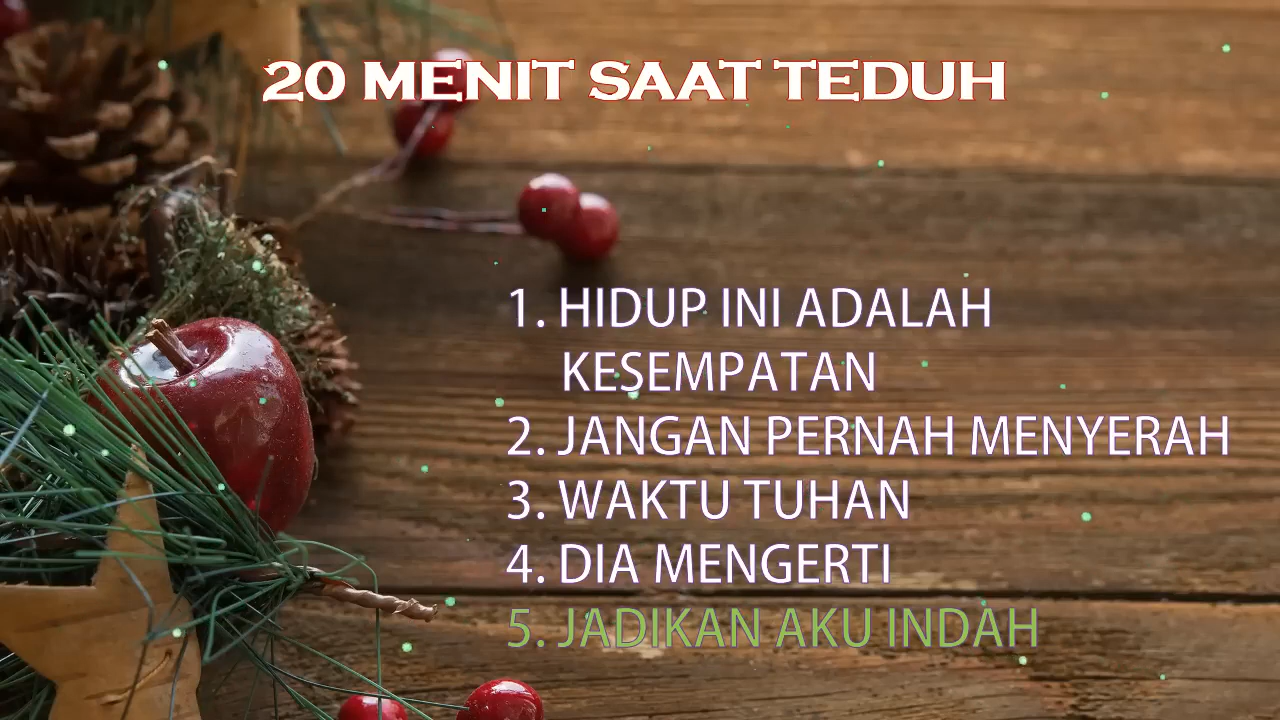 20 MENIT SAAT TEDUH
1. HIDUP INI ADALAH
KESEMPATAN
2. JANGAN PERNAH MENYERAH
3. WAKTU TUHAN
4. DIA MENGERTI
5. JADIKAN AKU INDAH